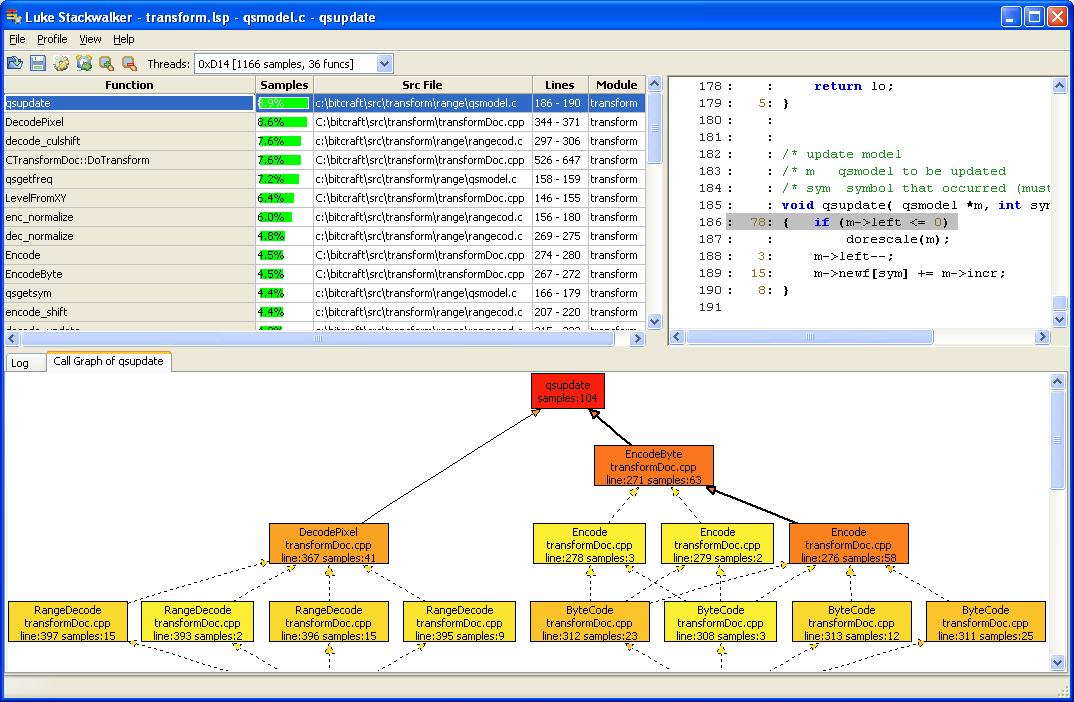 Luke Stackwalker - transform.lsp - qsmodel.c - qsupdate
File Profile View Help
Threads: 0xD14 [1166 samples, 36 funcs]
Function Samples Src File Lines Module
qsupdate 8.9% c:\bitcraft\src\transform\range\qsmodel.c 186 - 190 transform
DecodePixel 8.6% C:\bitcraft\src\transform\transformDoc.cpp 344 - 371 transform
decode_culshift 7.6% c:\bitcraft\src\transform\range\rangecod.c 297 - 306 transform
CTransformDoc::DoTransform 7.6% C:\bitcraft\src\transform\transformDoc.cpp 526 - 647 transform
qsgetfreq 7.2% c:\bitcraft\src\transform\range\qsmodel.c 158 - 159 transform
LevelFromXY 6.4% C:\bitcraft\src\transform\transformDoc.cpp 146 - 155 transform
enc_normalize 6.0% c:\bitcraft\src\transform\range\rangecod.c 156 - 180 transform
dec_normalize 4.8% c:\bitcraft\src\transform\range\rangecod.c 269 - 275 transform
Encode 4.5% C:\bitcraft\src\transform\transformDoc.cpp 274 - 280 transform
EncodeByte 4.5% C:\bitcraft\src\transform\transformDoc.cpp 267 - 272 transform
qsgetsym 4.4% c:\bitcraft\src\transform\range\qsmodel.c 166 - 179 transform
encode_shift 4.4% c:\bitcraft\src\transform\range\rangecod.c 207 - 220 transform
178 : : return lo;
179 : 5: }
180 : :
181 : :
182 : : /* update model
183 : : /* m qsmodel to be updated
184 : : /* sym symbol that occurred (must
185 : : void qsupdate( qsmodel *m, int syr
186 : 78: { if (m->left <= 0)
187 : : dorescale(m);
188 : 3: m->left--;
189 : 15: m->newf[sym] += m->incr;
190 : 8: }
191
Log Call Graph of qsupdate
qsupdate
samples:104
EncodeByte
transformDoc.cpp
line:271 samples:63
DecodePixel
transformDoc.cpp
line:367 samples:41
Encode
transformDoc.cpp
line:278 samples:3
Encode
transformDoc.cpp
line:279 samples:2
Encode
transformDoc.cpp
line:276 samples:58
RangeDecode
transformDoc.cpp
line:397 samples:15
RangeDecode
transformDoc.cpp
line:393 samples:2
RangeDecode
transformDoc.cpp
line:396 samples:15
RangeDecode
transformDoc.cpp
line:395 samples:9
ByteCode
transformDoc.cpp
line:312 samples:23
ByteCode
transformDoc.cpp
line:308 samples:3
ByteCode
transformDoc.cpp
line:313 samples:12
ByteCode
transformDoc.cpp
line:311 samples:25